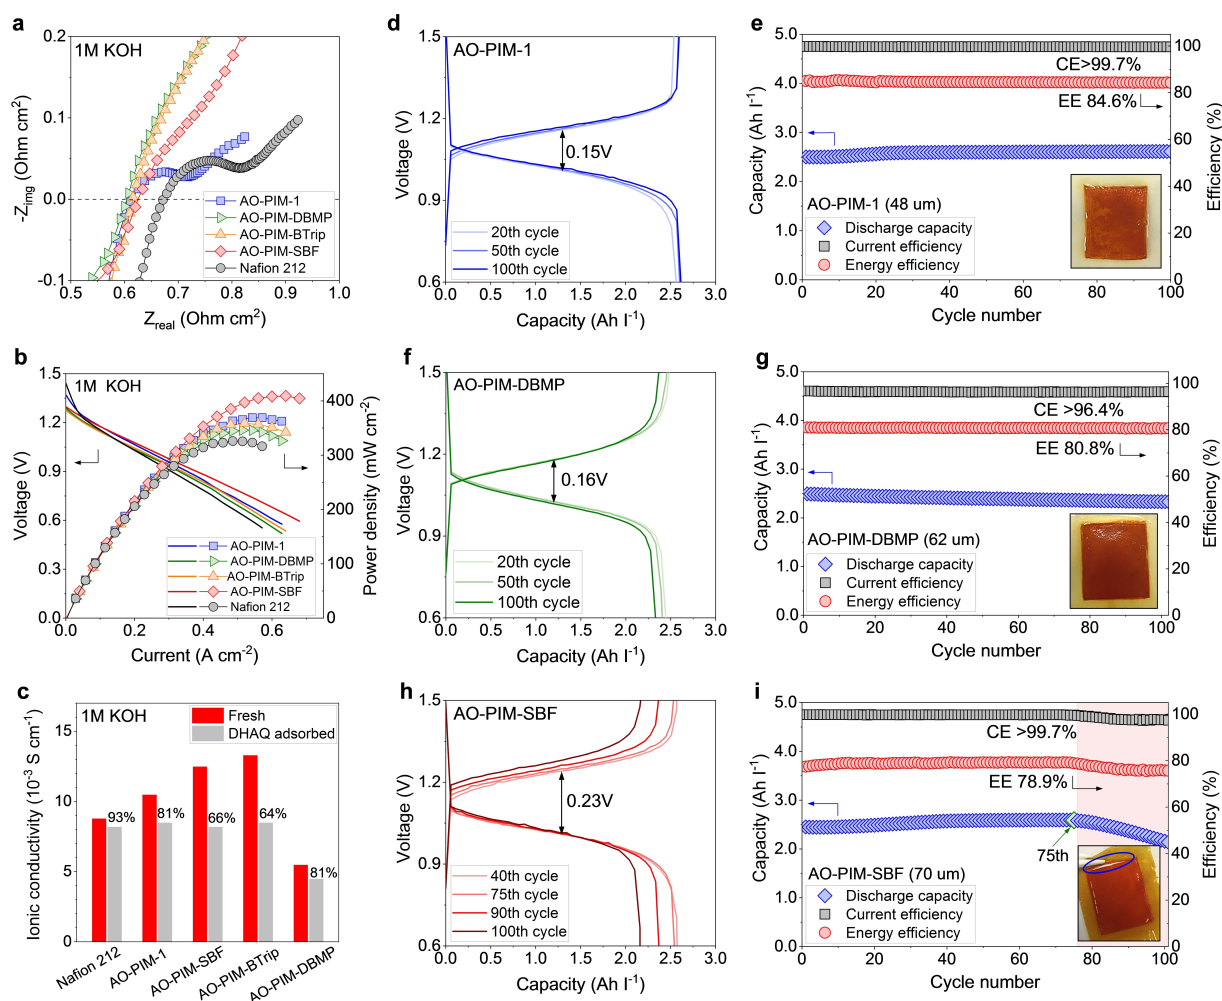 a
1M KOH
0.2
0.1
0.0
-0.1
-Zimg (Ohm cm2)
AO-PIM-1
AO-PIM-DBMP
AO-PIM-BTrip
AO-PIM-SBF
Nafion 212
0.5 0.6 0.7 0.8 0.9 1.0
Zreal (Ohm cm2)
d
AO-PIM-1
1.5
1.2
0.9
0.6
Voltage (V)
0.15V
20th cycle
50th cycle
100th cycle
0.0 0.5 1.0 1.5 2.0 2.5 3.0
Capacity (Ah l-1)
e
5.0
4.0
3.0
2.0
1.0
0.0
Capacity (Ah l-1)
100
80
60
40
20
0
Efficiency (%)
CE>99.7%
EE 84.6%
AO-PIM-1 (48 um)
Discharge capacity
Current efficiency
Energy efficiency
0 20 40 60 80 100
Cycle number
b
1M KOH
1.5
1.2
0.9
0.6
0.3
0.0
Voltage (V)
400
300
200
100
0
Power density (mW cm-2)
AO-PIM-1
AO-PIM-DBMP
AO-PIM-BTrip
AO-PIM-SBF
Nafion 212
0.0 0.2 0.4 0.6
Current (A cm-2)
f
AO-PIM-DBMP
1.5
1.2
0.9
0.6
Voltage (V)
0.16V
20th cycle
50th cycle
100th cycle
0.0 0.5 1.0 1.5 2.0 2.5 3.0
Capacity (Ah l-1)
g
5.0
4.0
3.0
2.0
1.0
0.0
Capacity (Ah l-1)
100
80
60
40
20
0
Efficiency (%)
CE >96.4%
EE 80.8%
AO-PIM-DBMP (62 um)
Discharge capacity
Current efficiency
Energy efficiency
0 20 40 60 80 100
Cycle number
c
1M KOH
Fresh
DHAQ adsorbed
15
10
5
0
Ionic conductivity (10-3 S cm-1)
93%
81%
66%
64%
81%
Nafion 212
AO-PIM-1
AO-PIM-SBF
AO-PIM-BTrip
AO-PIM-DBMP
h
AO-PIM-SBF
1.5
1.2
0.9
0.6
Voltage (V)
0.23V
40th cycle
75th cycle
90th cycle
100th cycle
0.0 0.5 1.0 1.5 2.0 2.5 3.0
Capacity (Ah l-1)
i
5.0
4.0
3.0
2.0
1.0
0.0
Capacity (Ah l-1)
100
80
60
40
20
0
Efficiency (%)
CE >99.7%
EE 78.9%
75th
AO-PIM-SBF (70 um)
Discharge capacity
Current efficiency
Energy efficiency
0 20 40 60 80 100
Cycle number